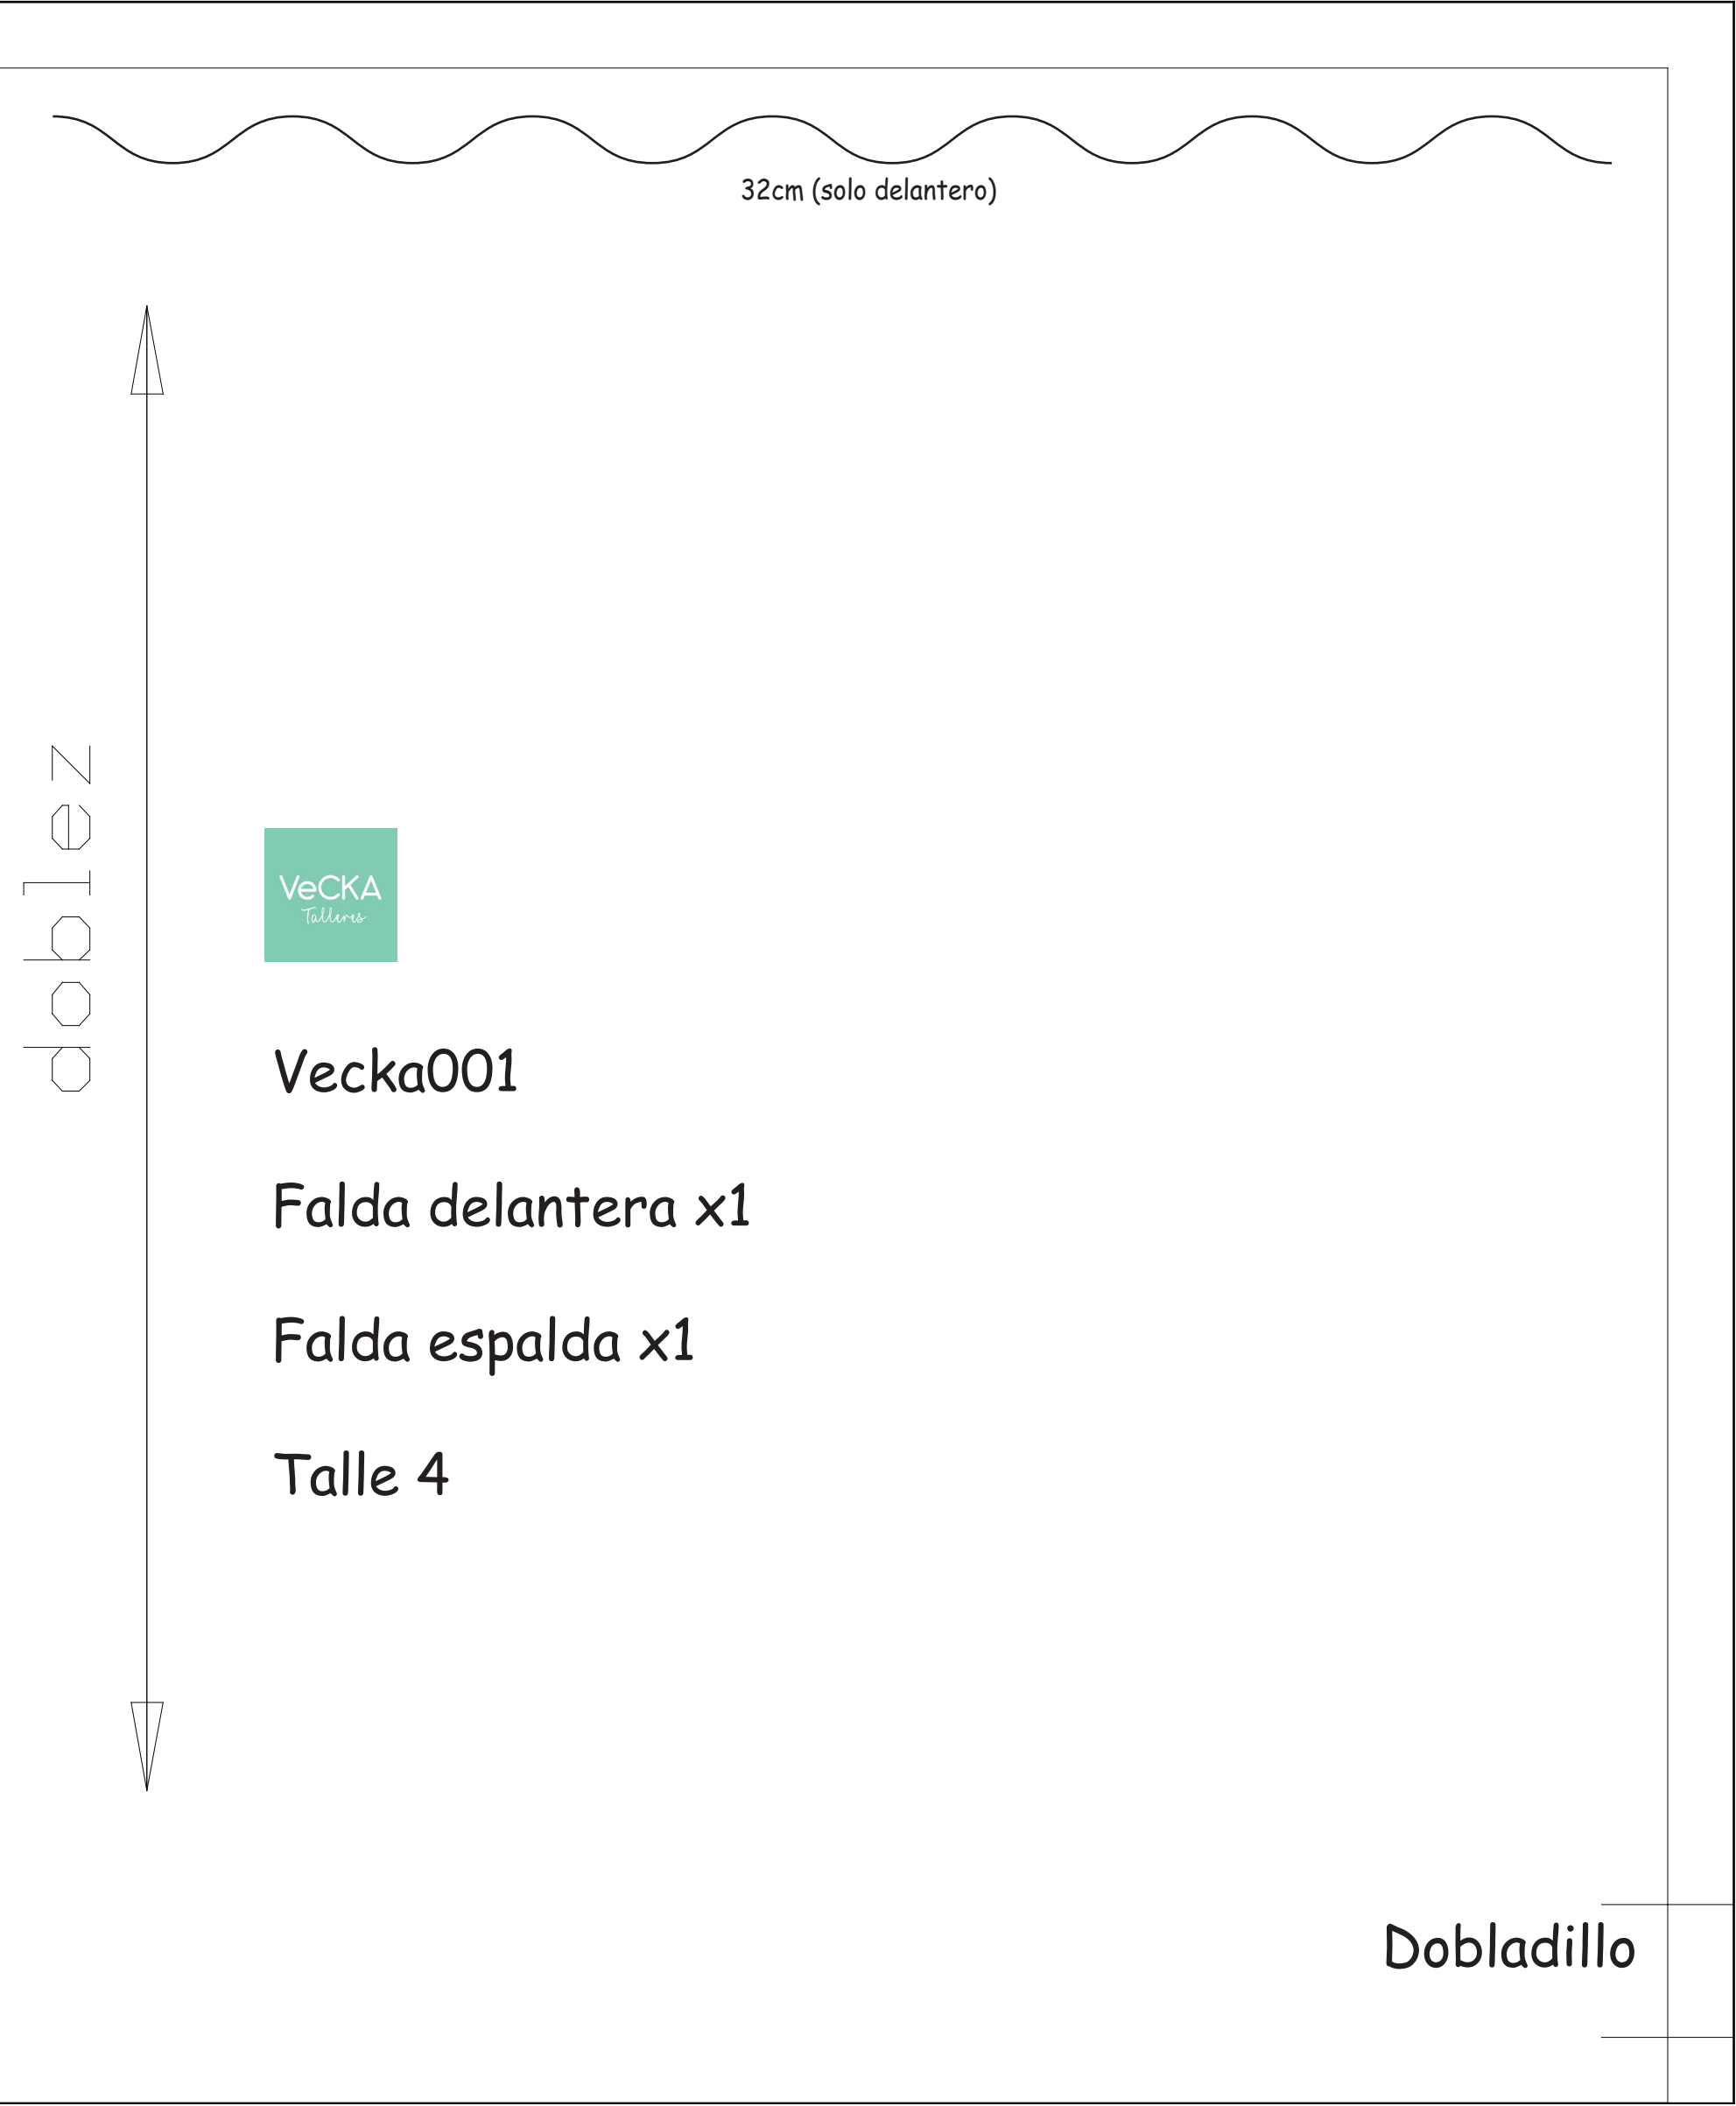 32cm (solo delantero)
doblez
VeCKA
Talleres
Vecka001
Falda delantera x1
Falda espalda x1
Talle 4
Dobladillo